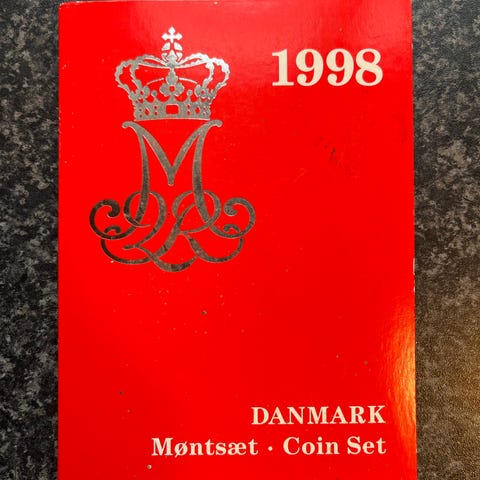 1998
DANMARK
Møntsæt · Coin Set